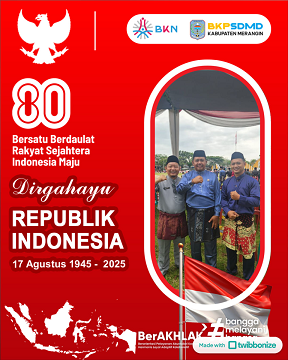 BKN
BKPSDMD
KABUPATEN MERANGIN
80
Bersatu Berdaulat
Rakyat Sejahtera
Indonesia Maju
Dirgahayu
REPUBLIK
INDONESIA
17 Agustus 1945 - 2025
BerAKHLAK
#bangga
melayani
Made with twibbonize